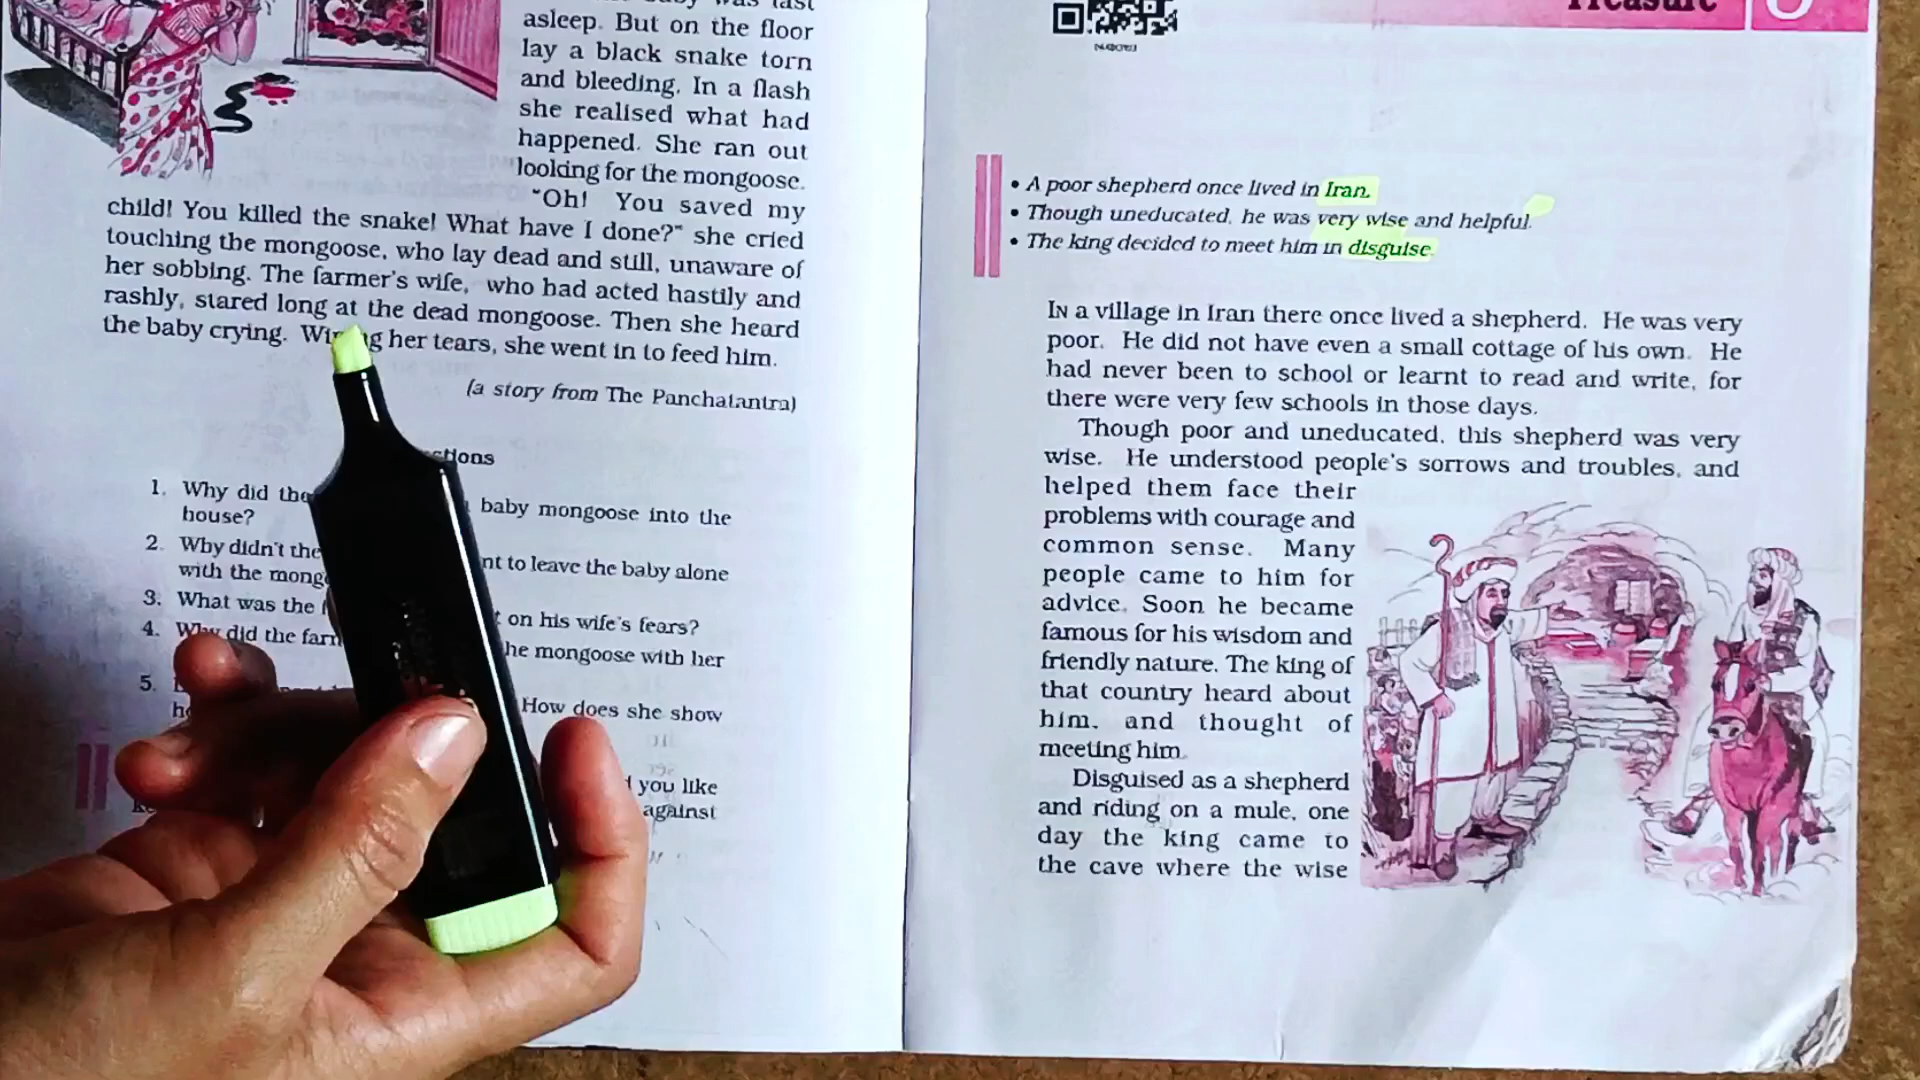 asleep. But on the floor
lay a black snake torn
and bleeding. In a flash
she realised what had
happened. She ran out
looking for the mongoose.
"Oh! You saved my
child! You killed the snake! What have I done?" she cried
touching the mongoose, who lay dead and still, unaware of
her sobbing. The farmer's wife, who had acted hastily and
rashly, stared long at the dead mongoose. Then she heard
the baby crying. her tears, she went in to feed him.
(a story from The Panchatantra)
1. Why did the baby mongoose into the
house?
2. Why didn't the to leave the baby alone
with the
3. What was the on his wife's fears?
4. Why did the mongoose with her
5. How does she show
you like
against
Treasure
• A poor shepherd once lived in Iran.
• Though uneducated, he was very wise and helpful.
• The king decided to meet him in disguise.
IN a village in Iran there once lived a shepherd. He was very
poor. He did not have even a small cottage of his own. He
had never been to school or learnt to read and write, for
there were very few schools in those days.
Though poor and uneducated, this shepherd was very
wise. He understood people's sorrows and troubles, and
helped them face their
problems with courage and
common sense. Many
people came to him for
advice. Soon he became
famous for his wisdom and
friendly nature. The king of
that country heard about
him, and thought of
meeting him.
Disguised as a shepherd
and riding on a mule, one
day the king came to
the cave where the wise